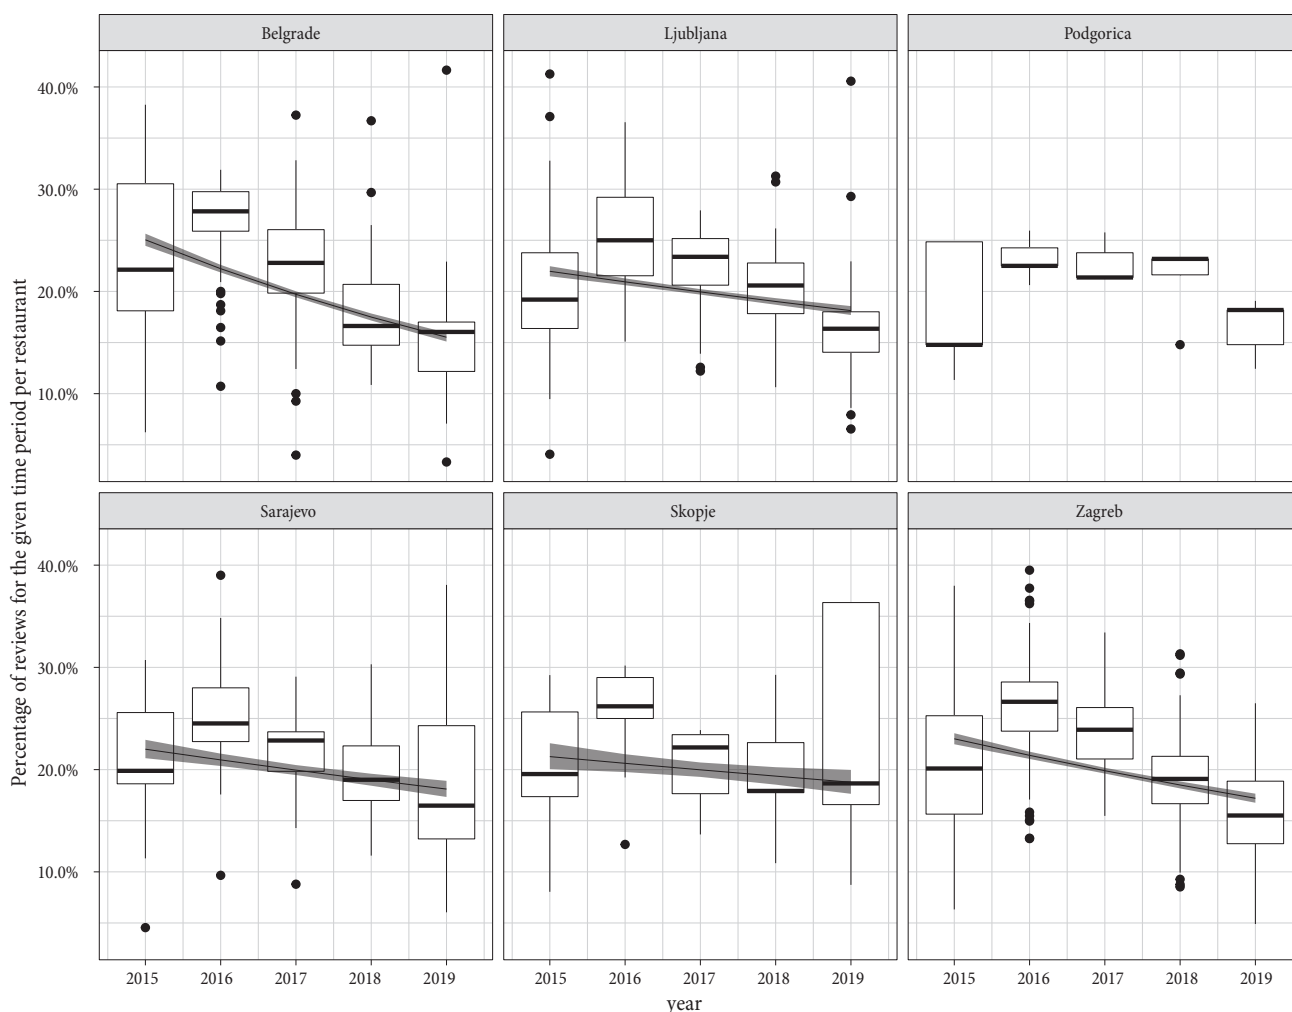 Belgrade
Ljubljana
Podgorica
40.0%
30.0%
20.0%
10.0%
Percentage of reviews for the given time period per restaurant
Sarajevo
Skopje
Zagreb
40.0%
30.0%
20.0%
10.0%
2015 2016 2017 2018 2019
2015 2016 2017 2018 2019
2015 2016 2017 2018 2019
year